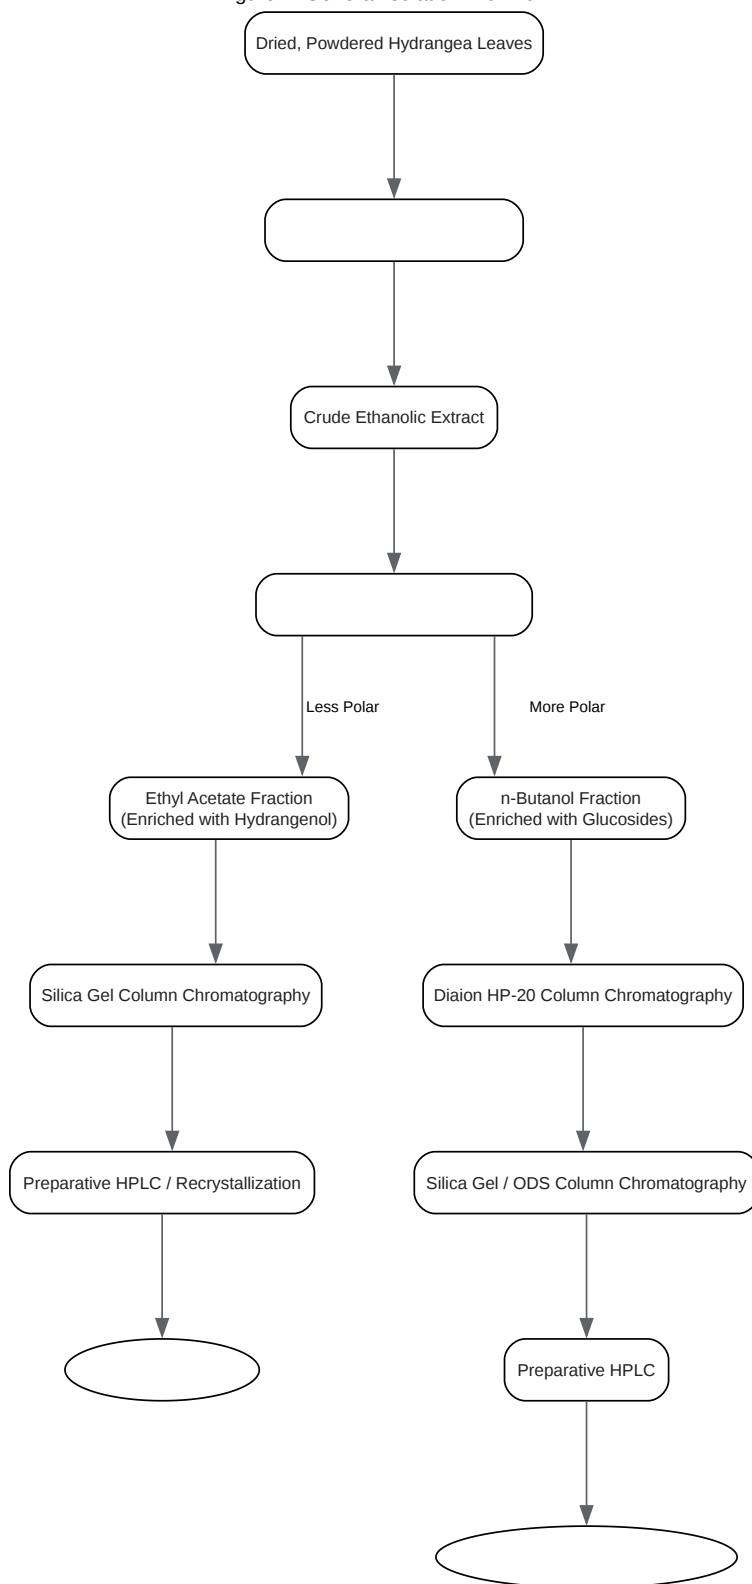 Dried, Powdered Hydrangea Leaves
Crude Ethanolic Extract
Less Polar
More Polar
Ethyl Acetate Fraction
(Enriched with Hydrangenol)
n-Butanol Fraction
(Enriched with Glucosides)
Silica Gel Column Chromatography
Diaion HP-20 Column Chromatography
Preparative HPLC / Recrystallization
Silica Gel / ODS Column Chromatography
Preparative HPLC